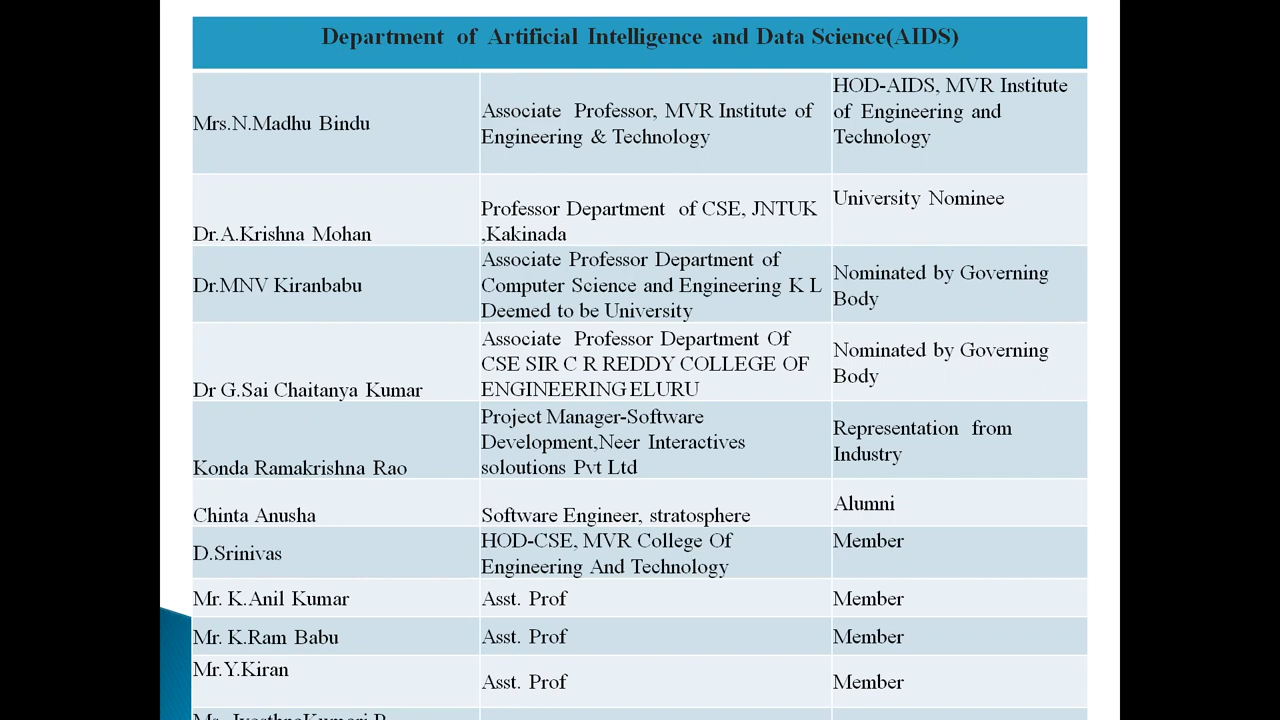 Department of Artificial Intelligence and Data Science(AIDS)
Mrs.N.Madhu Bindu
Associate Professor, MVR Institute of
Engineering & Technology
HOD-AIDS, MVR Institute
of Engineering and
Technology
Dr.A.Krishna Mohan
Professor Department of CSE, JNTUK
,Kakinada
University Nominee
Dr.MNV Kiranbabu
Associate Professor Department of
Computer Science and Engineering K L
Deemed to be University
Nominated by Governing
Body
Dr G.Sai Chaitanya Kumar
Associate Professor Department Of
CSE SIR C R REDDY COLLEGE OF
ENGINEERING ELURU
Nominated by Governing
Body
Konda Ramakrishna Rao
Project Manager-Software
Development,Neer Interactives
soloutions Pvt Ltd
Representation from
Industry
Chinta Anusha
Software Engineer, stratosphere
Alumni
D.Srinivas
HOD-CSE, MVR College Of
Engineering And Technology
Member
Mr. K.Anil Kumar
Asst. Prof
Member
Mr. K.Ram Babu
Asst. Prof
Member
Mr.Y.Kiran
Asst. Prof
Member